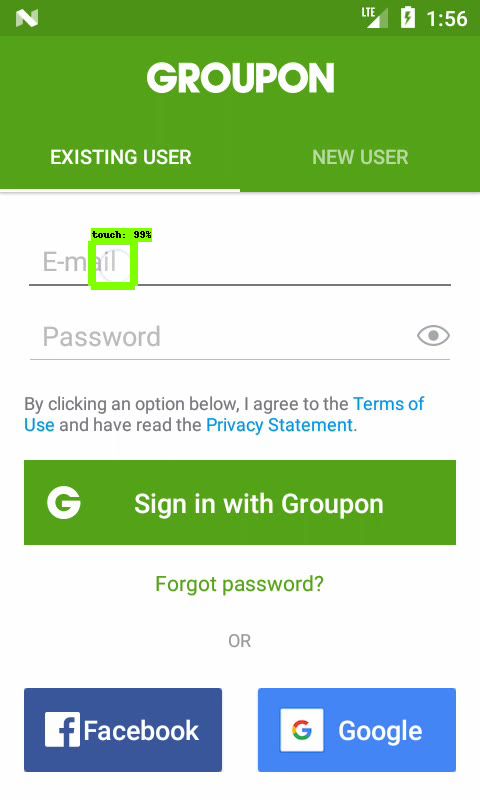 LTE 1:56
GROUPON
EXISTING USER NEW USER
touch: 99%
E-mail
Password
By clicking an option below, I agree to the Terms of
Use and have read the Privacy Statement.
G Sign in with Groupon
Forgot password?
OR
f Facebook G Google